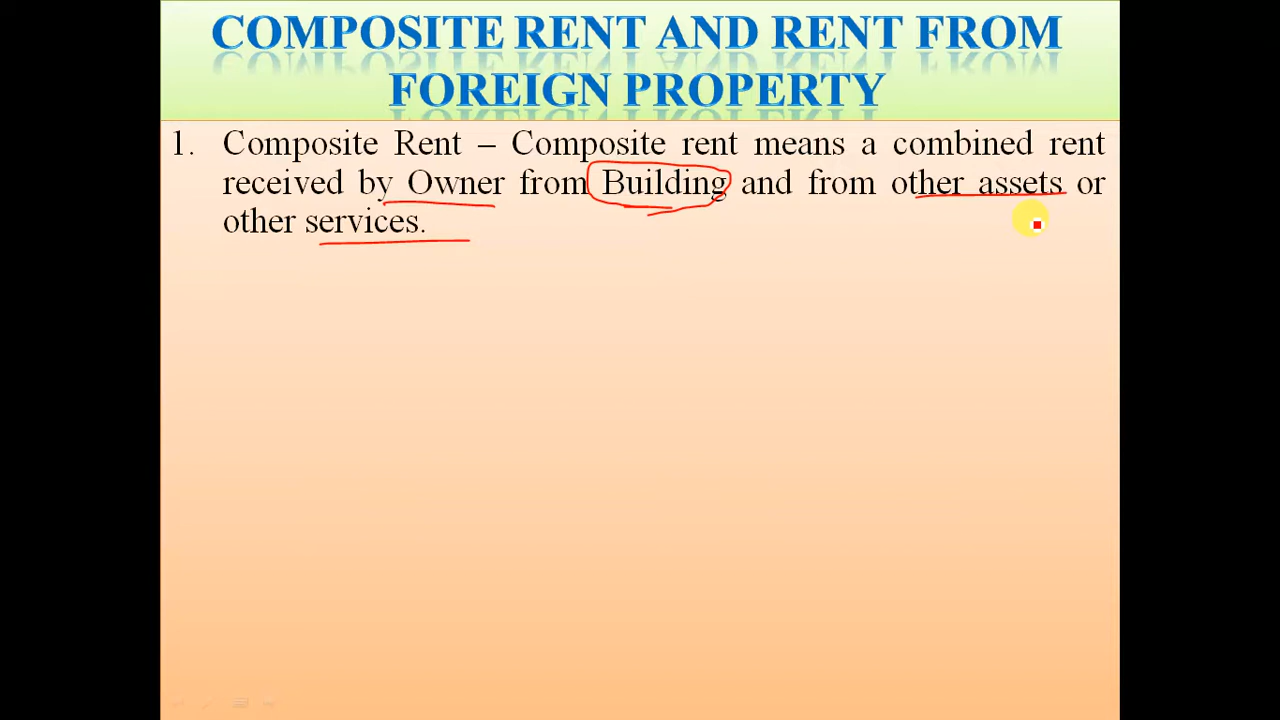 COMPOSITE RENT AND RENT FROM
FOREIGN PROPERTY
1. Composite Rent – Composite rent means a combined rent
received by Owner from Building and from other assets or
other services.